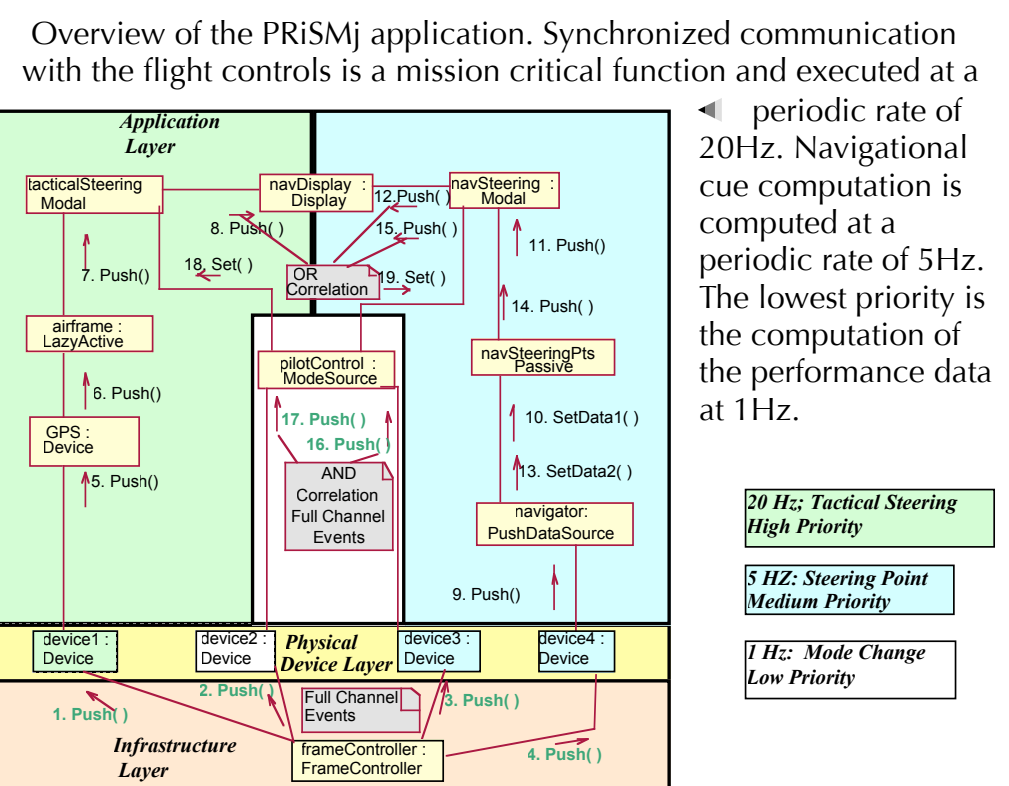 Overview of the PRiSMj application. Synchronized communication
with the flight controls is a mission critical function and executed at a
periodic rate of
20Hz. Navigational
cue computation is
computed at a
periodic rate of 5Hz.
The lowest priority is
the computation of
the performance data
at 1Hz.
Application
Layer
tacticalSteering
Modal
navDisplay :
Display
navSteering :
Modal
12.Push( )
8. Push( )
15. Push( )
11. Push()
7. Push()
18. Set( )
OR
Correlation
19. Set( )
14. Push( )
airframe :
LazyActive
pilotControl :
ModeSource
navSteeringPts
Passive
6. Push()
17. Push( )
10. SetData1( )
16. Push( )
GPS :
Device
AND
Correlation
Full Channel
Events
13. SetData2( )
5. Push()
navigator:
PushDataSource
9. Push()
device1 :
Device
device2 :
Device
Physical
Device Layer
device3 :
Device
device4 :
Device
2. Push( )
Full Channel
Events
3. Push( )
1. Push( )
Infrastructure
Layer
frameController :
FrameController
4. Push( )
20 Hz; Tactical Steering
High Priority
5 HZ: Steering Point
Medium Priority
1 Hz:  Mode Change
Low Priority